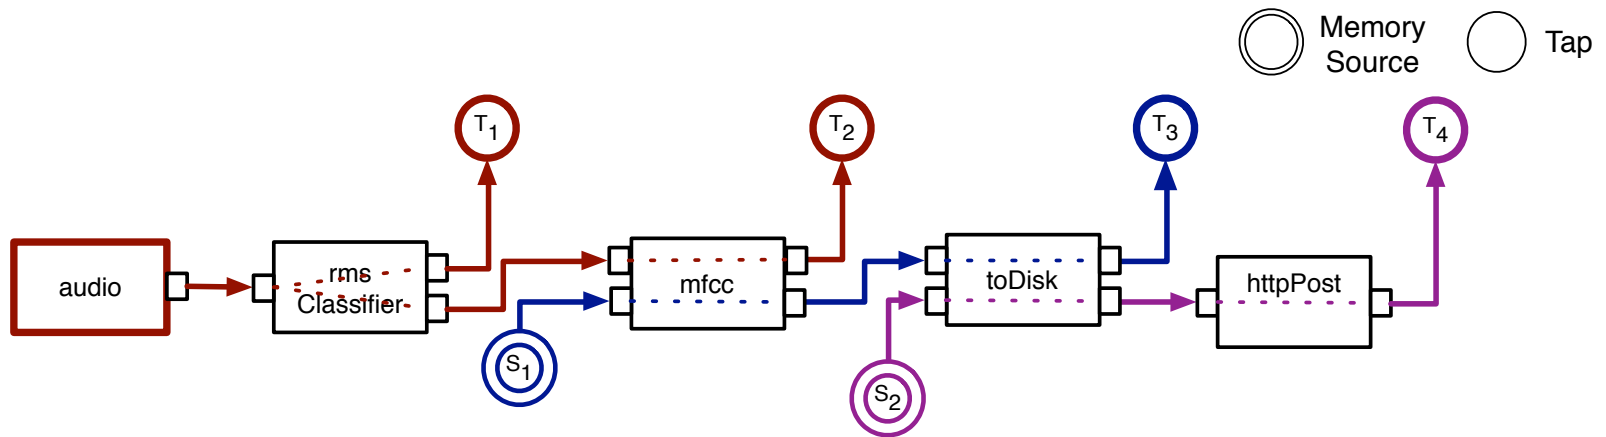 Memory
Source
Tap
T1
T2
T3
T4
audio
rms
Classifier
mfcc
toDisk
httpPost
S1
S2